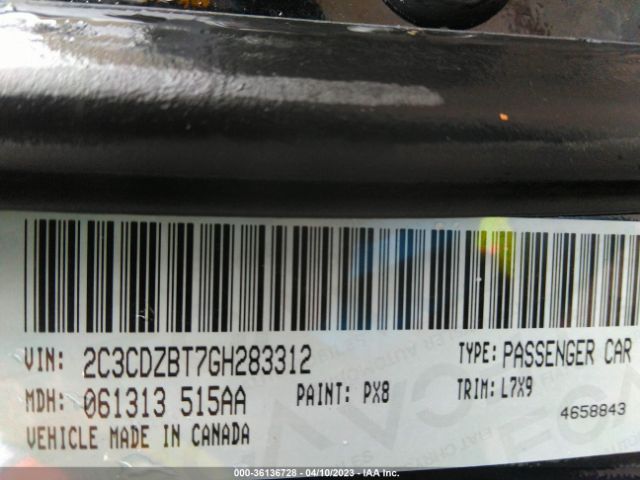 VIN: 2C3CDZBT7GH283312 TYPE: PASSENGER CAR
MDH: 061313 515AA PAINT: PX8 TRIM: L7X9
4658843
VEHICLE MADE IN CANADA
000-36136728 - 04/10/2023 - IAA Inc.